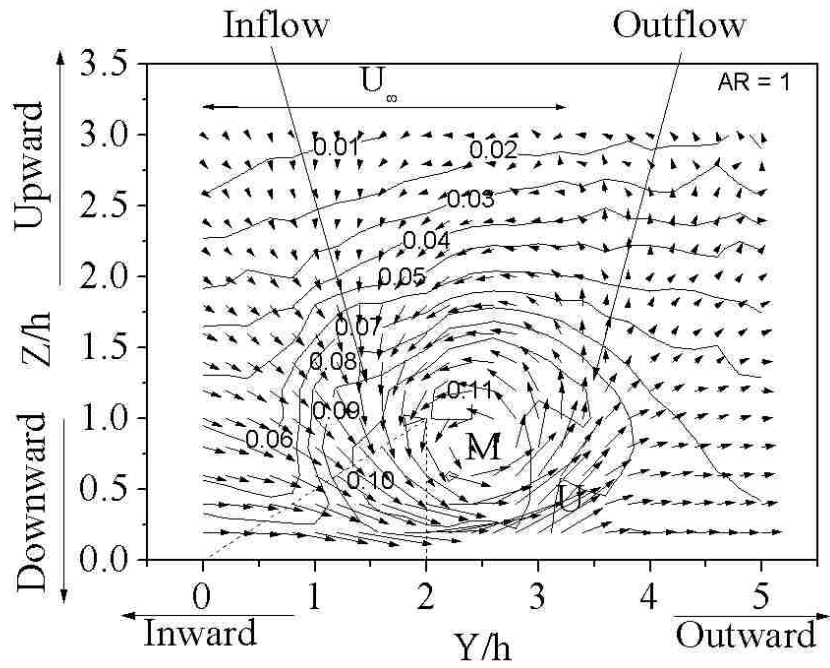 Inflow Outflow
U∞
AR = 1
3.5
3.0
2.5
2.0
1.5
1.0
0.5
0.0
Upward
Z/h
Downward
0.01
0.02
0.03
0.04
0.05
0.07
0.08
0.11
0.09
0.06
M
0.10
U
0 1 2 3 4 5
Inward Y/h Outward